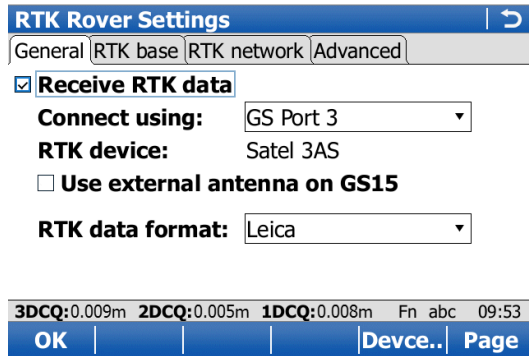 RTK Rover Settings
General RTK base RTK network Advanced
Receive RTK data
Connect using: GS Port 3
RTK device: Satel 3AS
Use external antenna on GS15
RTK data format: Leica
3DCQ:0.009m 2DCQ:0.005m 1DCQ:0.008m Fn abc 09:53
OK Devce.. Page